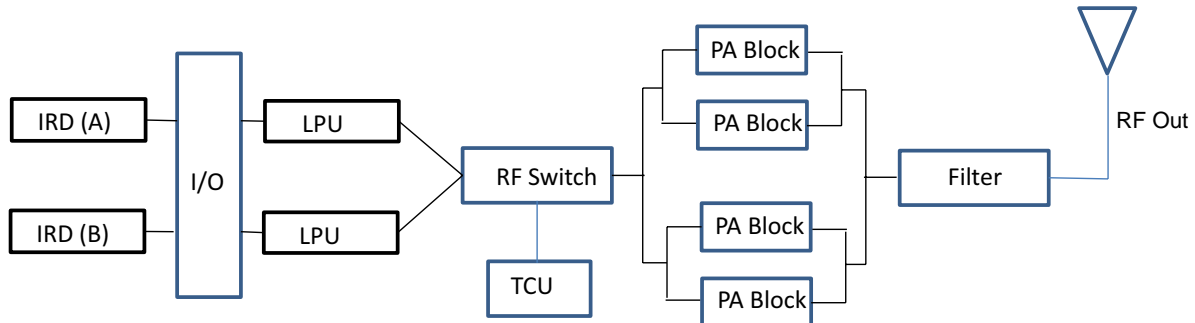 PA Block
PA Block
RF Out
IRD (A)
LPU
I/O
RF Switch
Filter
IRD (B)
LPU
PA Block
TCU
PA Block